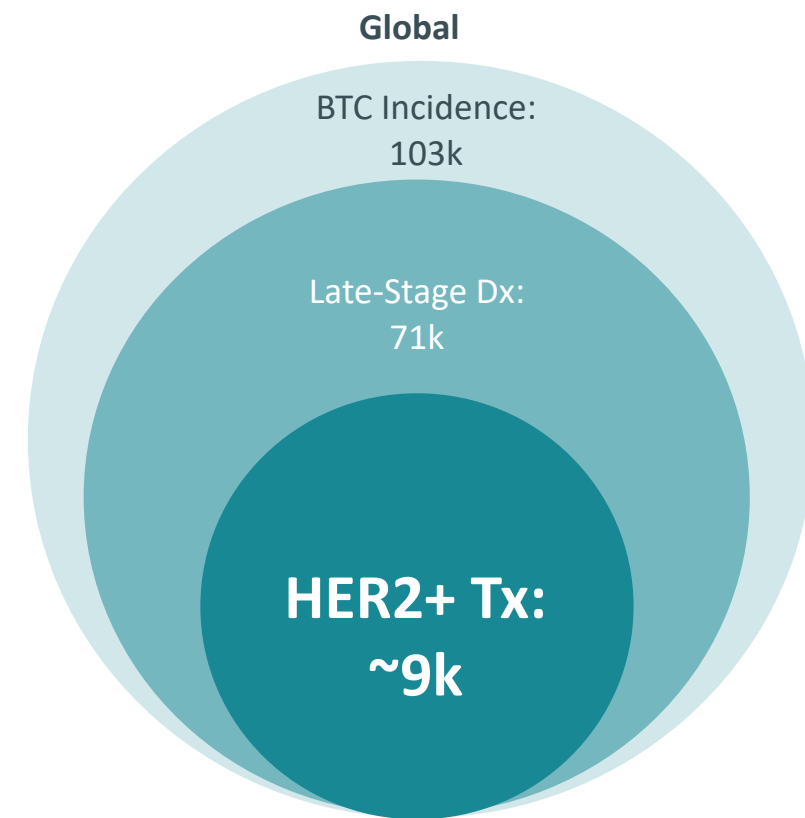 Global
BTC Incidence:
103k
Late-Stage Dx:
71k
HER2+ Tx:
~9k